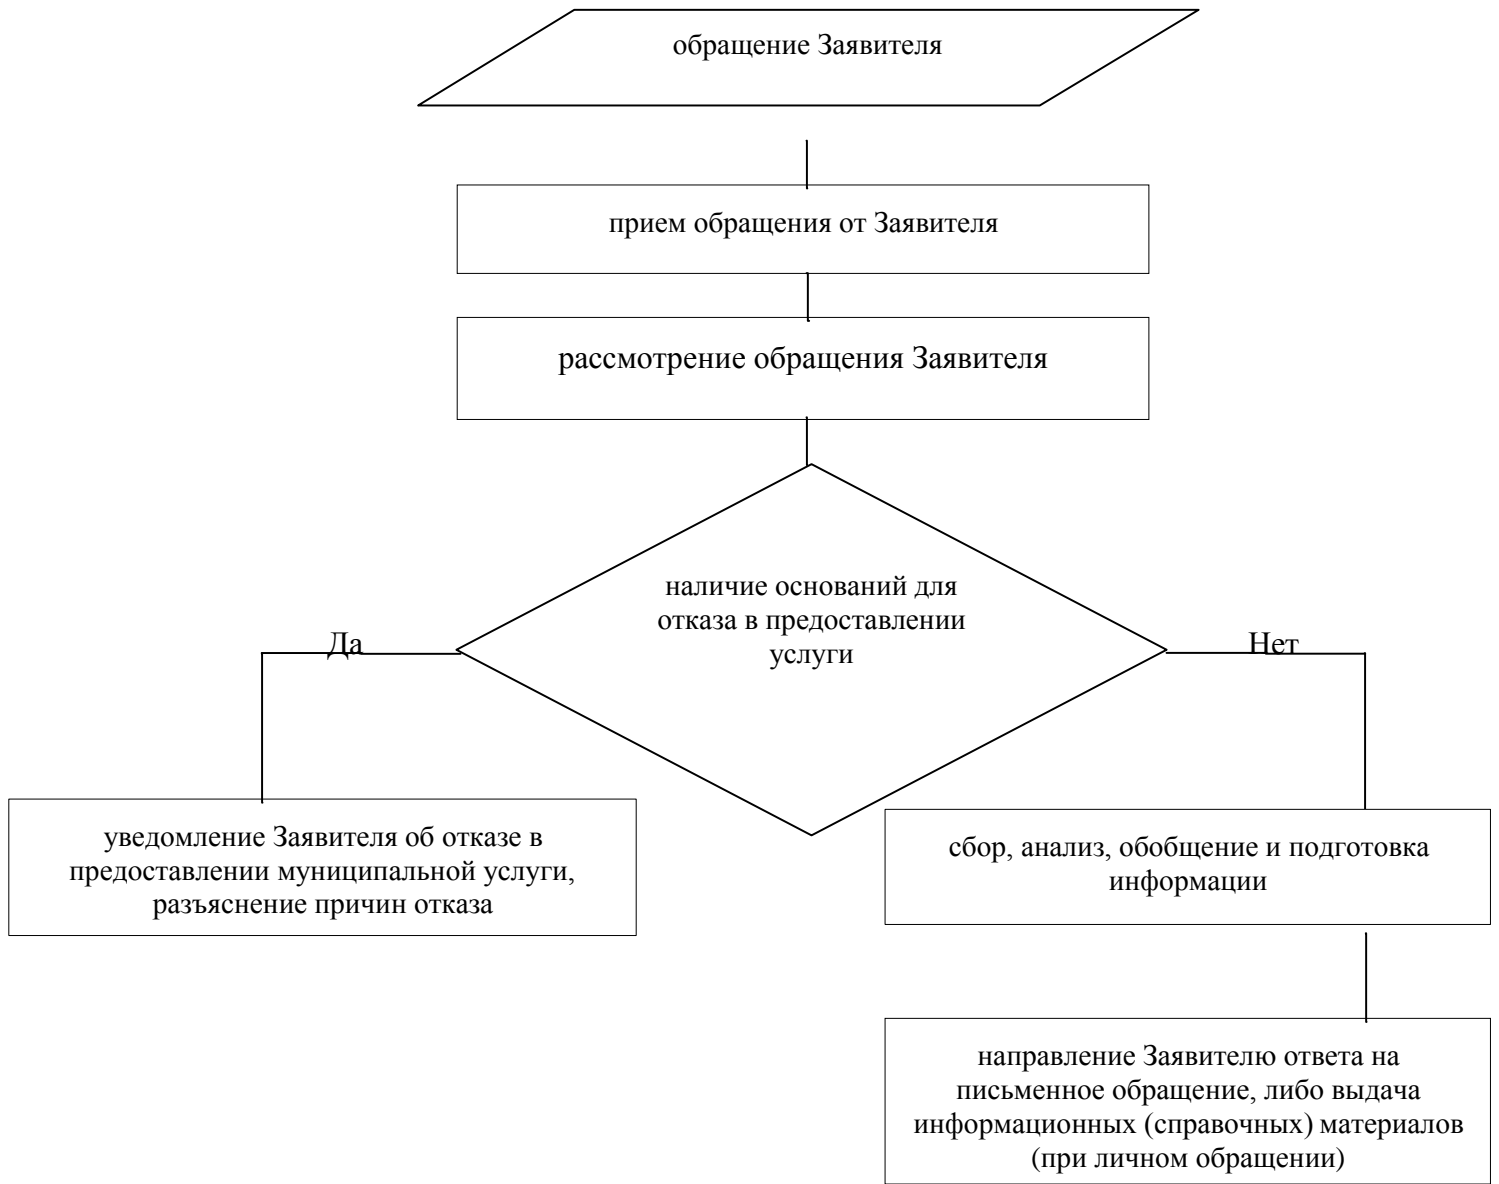 обращение Заявителя
прием обращения от Заявителя
рассмотрение обращения Заявителя
наличие оснований для
отказа в предоставлении
услуги
Да
Нет
уведомление Заявителя об отказе в
предоставлении муниципальной услуги,
разъяснение причин отказа
сбор, анализ, обобщение и подготовка
информации
направление Заявителю ответа на
письменное обращение, либо выдача
информационных (справочных) материалов
(при личном обращении)